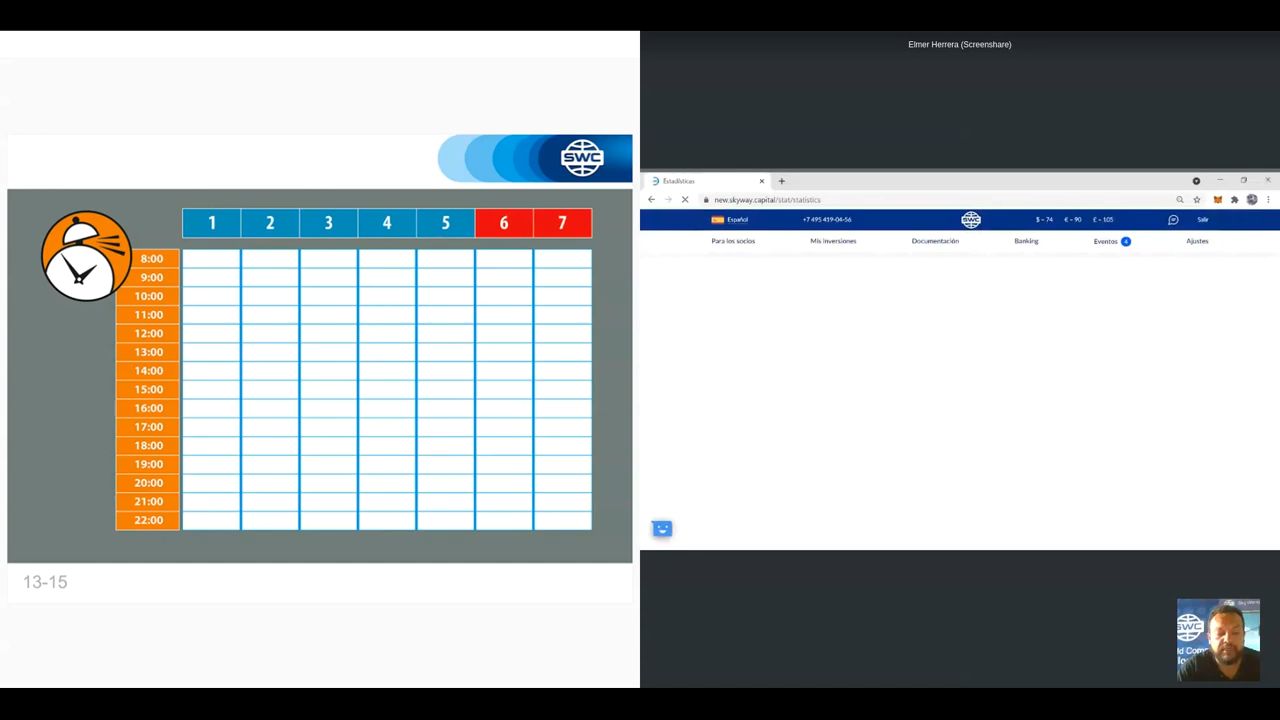 SWC
1 2 3 4 5 6 7
8:00
9:00
10:00
11:00
12:00
13:00
14:00
15:00
16:00
17:00
18:00
19:00
20:00
21:00
22:00
13-15
Elmer Herrera (Screenshare)
Estadísticas
new.skyway.capital/stat/statistics
Español +7 495 419-04-56 SWC $ – 74 € – 90 £ – 105 Salir
Para los socios Mis inversiones Documentación Banking Eventos 4 Ajustes
SWC